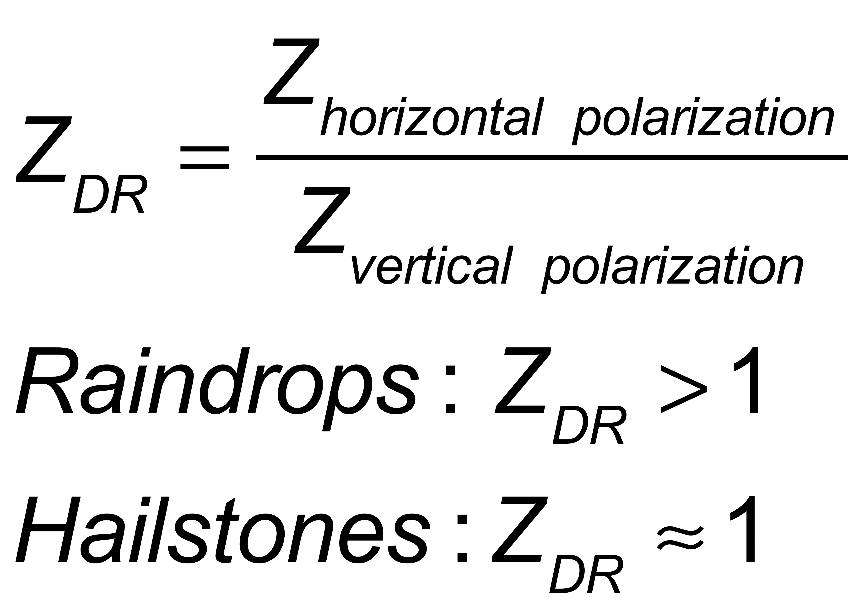 Z_DR = Z_horizontal polarization / Z_vertical polarization
Raindrops : Z_DR > 1
Hailstones : Z_DR ≈ 1